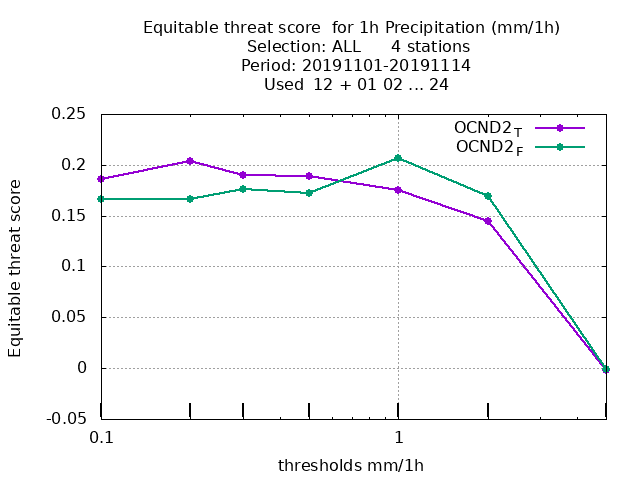 Equitable threat score  for 1h Precipitation (mm/1h)
Selection: ALL      4 stations
Period: 20191101-20191114
Used  12 + 01 02 ... 24
OCND2T
OCND2F
0.25
0.2
0.15
0.1
0.05
0
-0.05
Equitable threat score
0.1
1
thresholds mm/1h